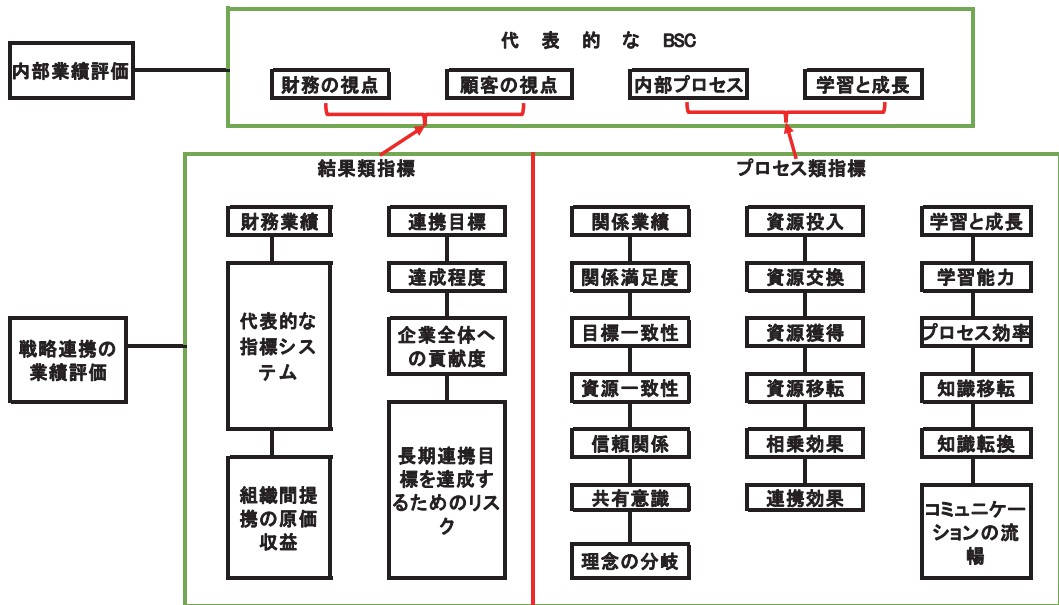 代 表 的 な BSC
内部業績評価
財務の視点
顧客の視点
内部プロセス
学習と成長
結果類指標
プロセス類指標
戦略連携の
業績評価
財務業績
代表的な
指標シス
テム
組織間提
携の原価
収益
連携目標
達成程度
企業全体へ
の貢献度
長期連携目
標を達成す
るためのリス
ク
関係業績
関係満足度
目標一致性
資源一致性
信頼関係
共有意識
理念の分岐
資源投入
資源交換
資源獲得
資源移転
相乗効果
連携効果
学習と成長
学習能力
プロセス効率
知識移転
知識転換
コミュニケー
ションの流
暢